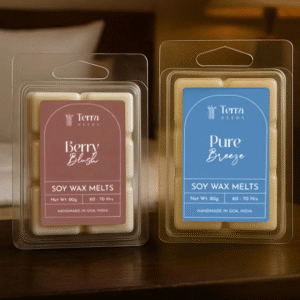 Terra
Berry
Blush
SOY WAX MELTS
Net Wt 80g | 60 - 70 Hrs
HANDMADE IN GOA, INDIA
Terra
Pure
Breeze
SOY WAX MELTS
Net Wt. 80g | 60 - 70 Hrs.
HANDMADE IN GOA, INDIA